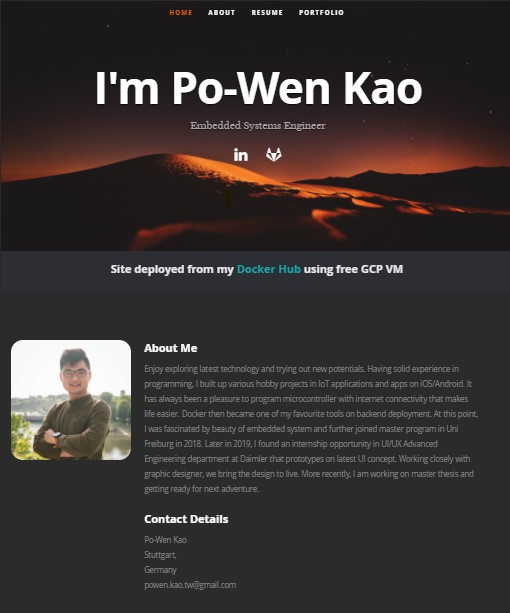 HOME ABOUT RESUME PORTFOLIO
I'm Po-Wen Kao
Embedded Systems Engineer
in
Site deployed from my Docker Hub using free GCP VM
About Me
Enjoy exploring latest technology and trying out new potentials. Having solid experience in
programming, I built up various hobby projects in IoT applications and apps on iOS/Android. It
has always been a pleasure to program microcontroller with internet connectivity that makes
life easier. Docker then became one of my favourite tools on backend deployment. At this point,
I was fascinated by beauty of embedded system and further joined master program in Uni
Freiburg in 2018. Later in 2019, I found an internship opportunity in UI/UX Advanced
Engineering department at Daimler that prototypes on latest UI concept. Working closely with
graphic designer, we bring the design to live. More recently, I am working on master thesis and
getting ready for next adventure.
Contact Details
Po-Wen Kao
Stuttgart,
Germany
powen.kao.tw@gmail.com